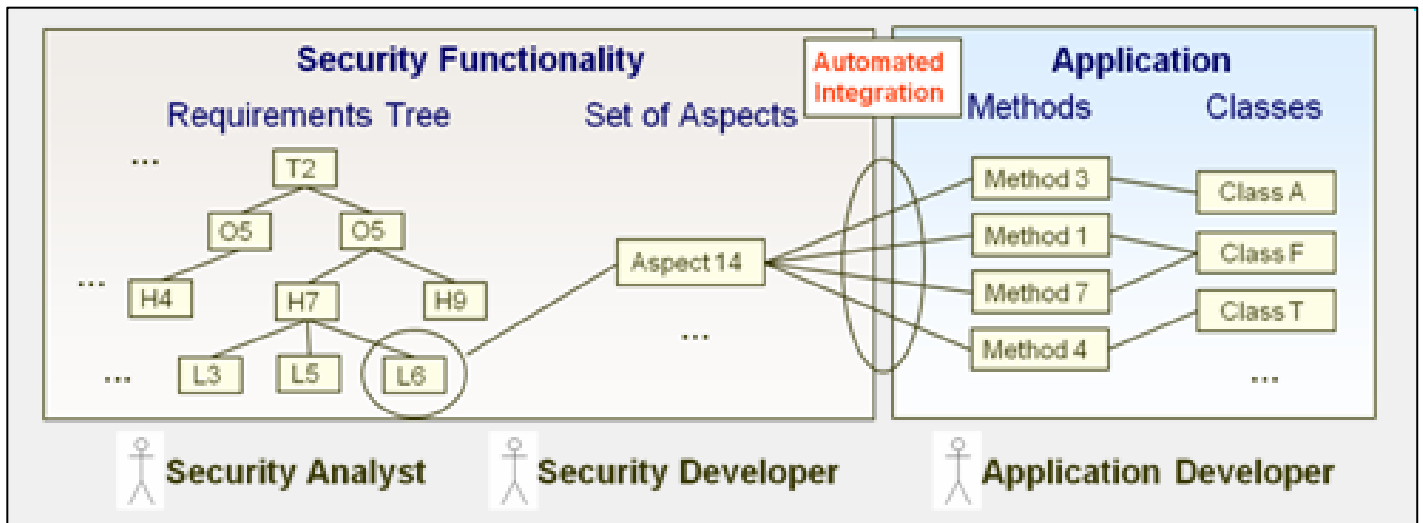 Security Functionality
Automated
Integration
Application
Requirements Tree
Set of Aspects
Methods
Classes
...
T2
Method 3
Class A
O5
O5
Method 1
Class F
Aspect 14
...
H4
H7
H9
Method 7
Class T
...
Method 4
...
L3
L5
L6
...
Security Analyst
Security Developer
Application Developer